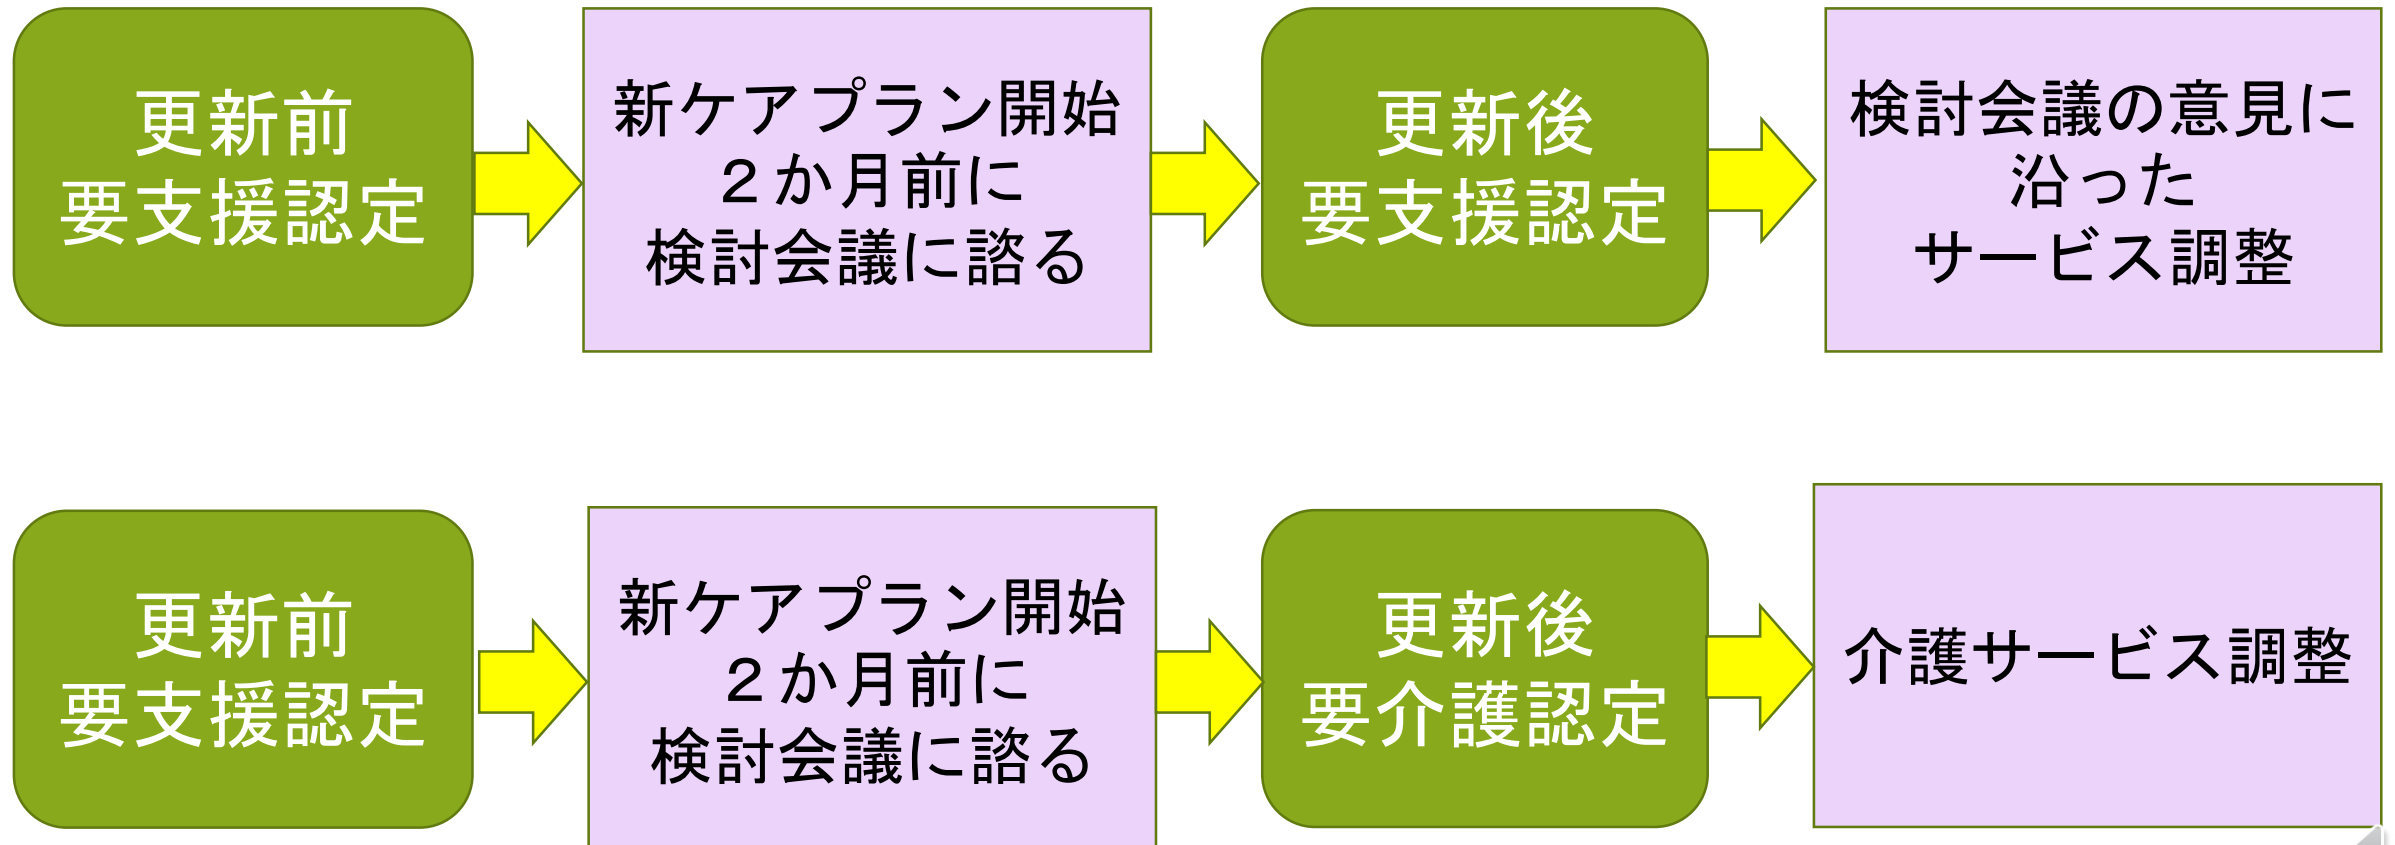 更新前
要支援認定
新ケアプラン開始
２か月前に
検討会議に諮る
更新後
要支援認定
検討会議の意見に
沿った
サービス調整
更新前
要支援認定
新ケアプラン開始
２か月前に
検討会議に諮る
更新後
要介護認定
介護サービス調整